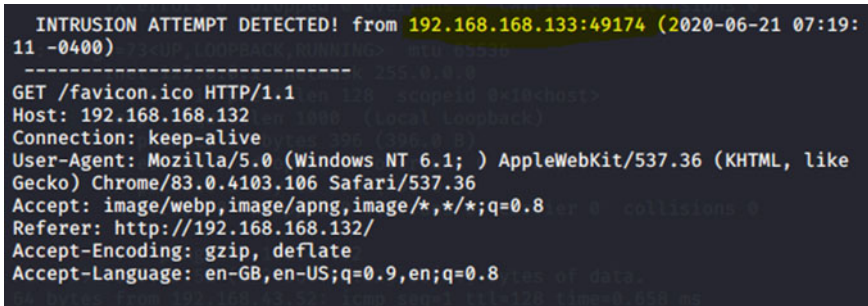 INTRUSION ATTEMPT DETECTED! from 192.168.168.133:49174 (2020-06-21 07:19:
11 -0400)
-----------------------------
GET /favicon.ico HTTP/1.1
Host: 192.168.168.132
Connection: keep-alive
User-Agent: Mozilla/5.0 (Windows NT 6.1; ) AppleWebKit/537.36 (KHTML, like
Gecko) Chrome/83.0.4103.106 Safari/537.36
Accept: image/webp,image/apng,image/*,*/*;q=0.8
Referer: http://192.168.168.132/
Accept-Encoding: gzip, deflate
Accept-Language: en-GB,en-US;q=0.9,en;q=0.8